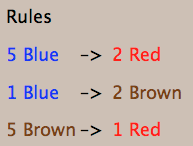 Rules
5 Blue -> 2 Red
1 Blue -> 2 Brown
5 Brown -> 1 Red